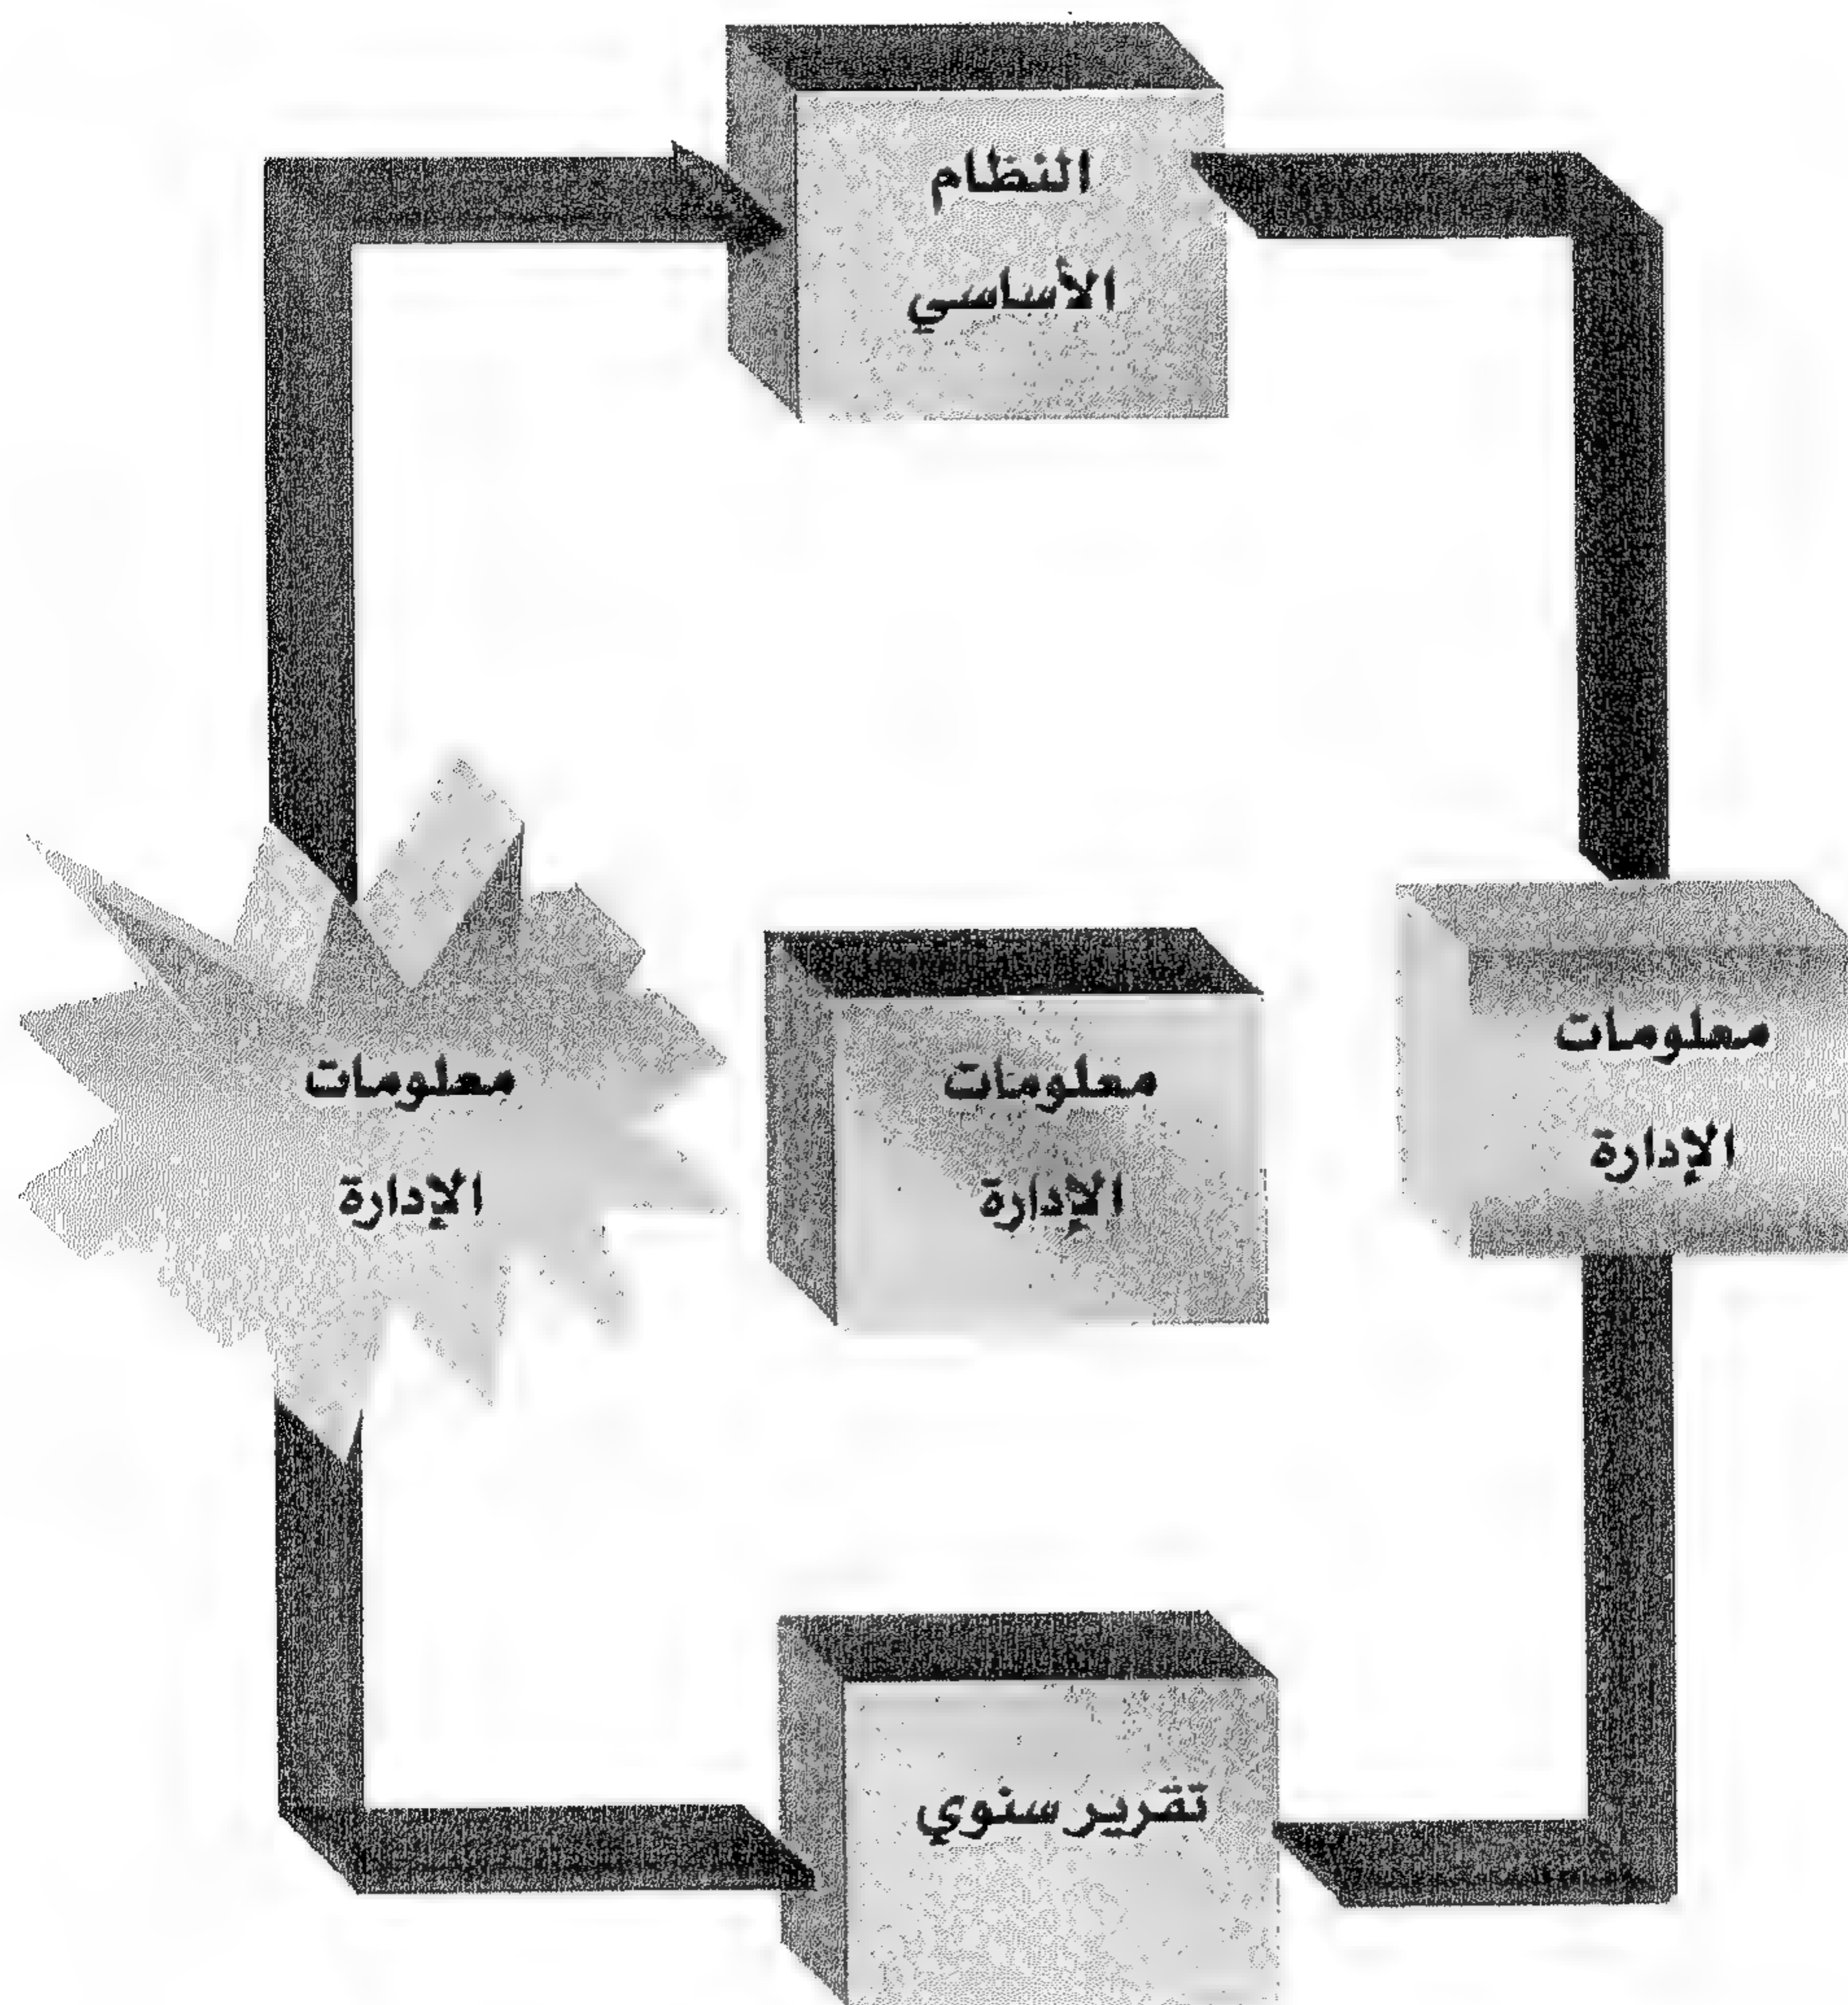 النظام
الأساسي
معلومات
الإدارة
معلومات
الإدارة
معلومات
الإدارة
تقرير سنوي